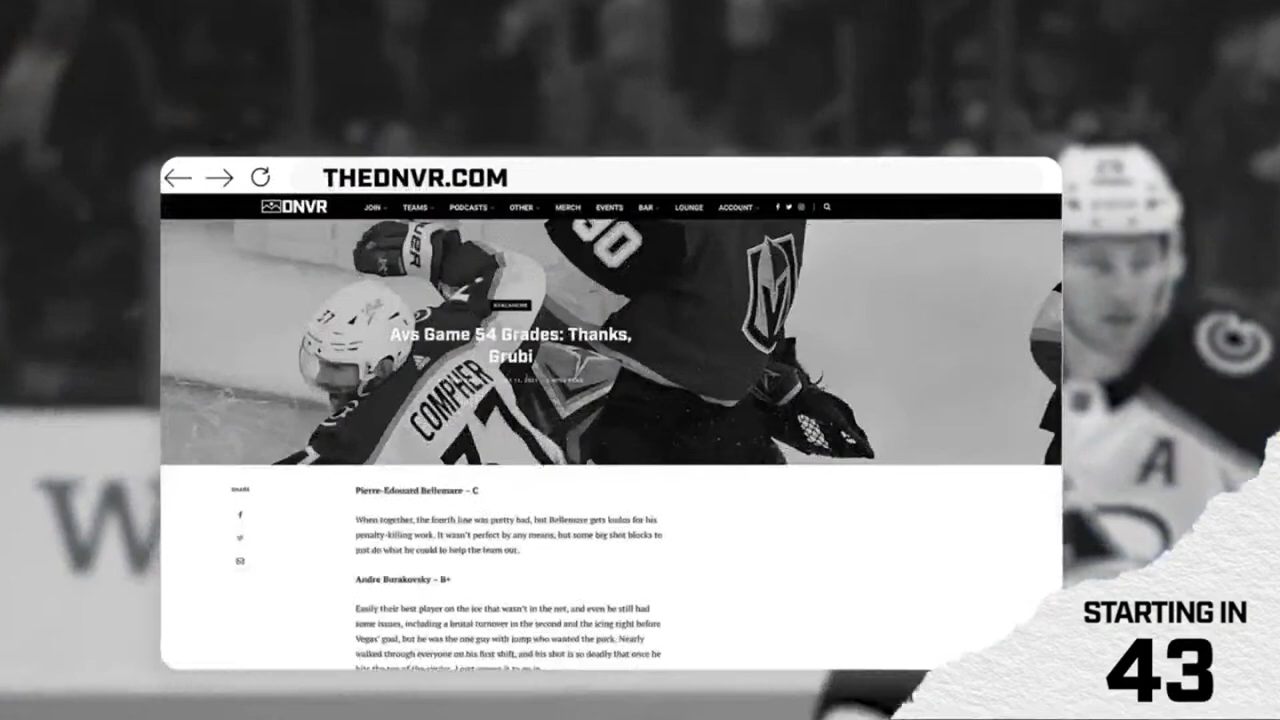 THEDNVR.COM
DNVR
JOIN TEAMS PODCASTS OTHER MERCH EVENTS BAR LOUNGE ACCOUNT
90
37
AVALANCHE
Avs Game 54 Grades: Thanks,
Grubi
COMPHER
A
W
SHARE
Pierre-Edouard Bellemare – C
When together, the fourth line was pretty bad, but Bellemare gets kudos for his
penalty-killing work. It wasn't perfect by any means, but some big shot blocks to
just do what he could to help the team out.
Andre Burakovsky – B+
Easily their best player on the ice that wasn't in the net, and even he still had
some issues, including a brutal turnover in the second and the icing right before
Vegas' goal, but he was the one guy with jump who wanted the puck. Nearly
walked through everyone on his first shift, and his shot is so deadly that once he
STARTING IN
43